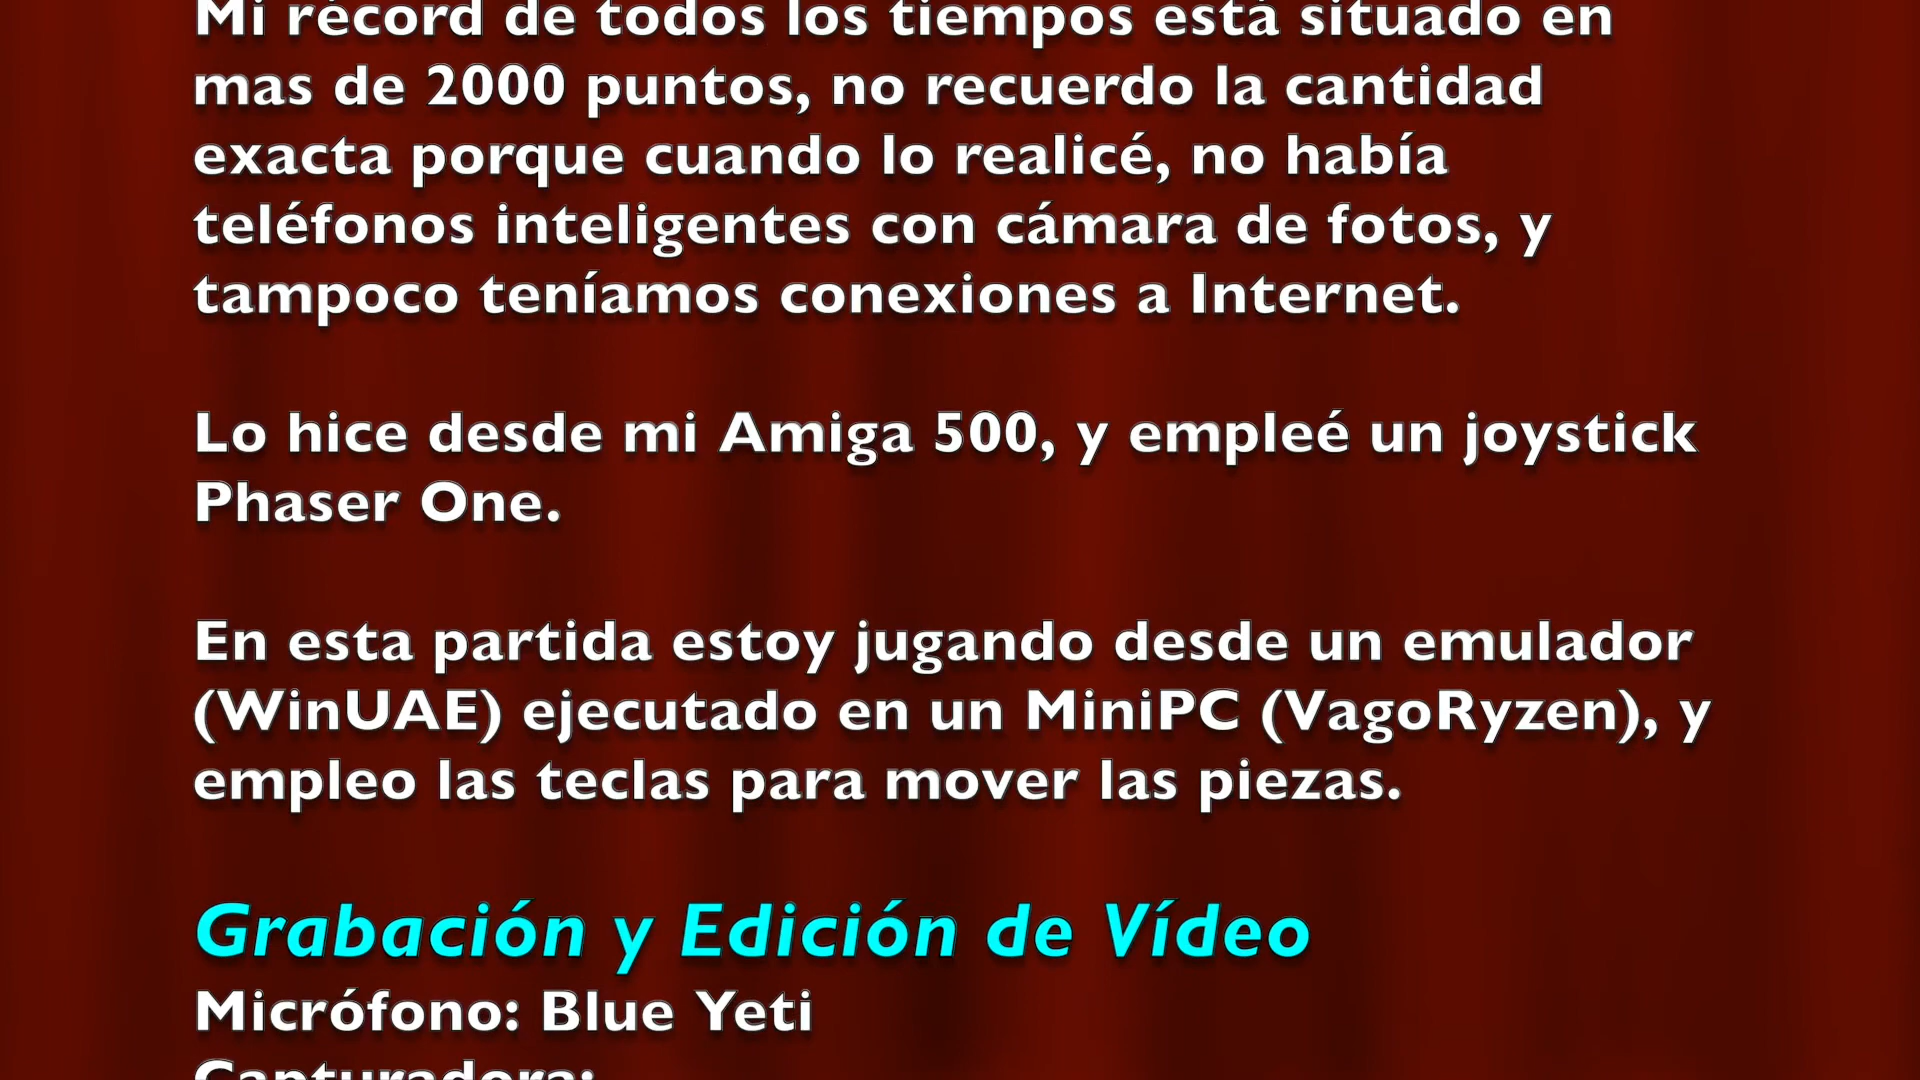 Mi récord de todos los tiempos está situado en
mas de 2000 puntos, no recuerdo la cantidad
exacta porque cuando lo realicé, no había
teléfonos inteligentes con cámara de fotos, y
tampoco teníamos conexiones a Internet.
Lo hice desde mi Amiga 500, y empleé un joystick
Phaser One.
En esta partida estoy jugando desde un emulador
(WinUAE) ejecutado en un MiniPC (VagoRyzen), y
empleo las teclas para mover las piezas.
Grabación y Edición de Vídeo
Micrófono: Blue Yeti
Capturadora: